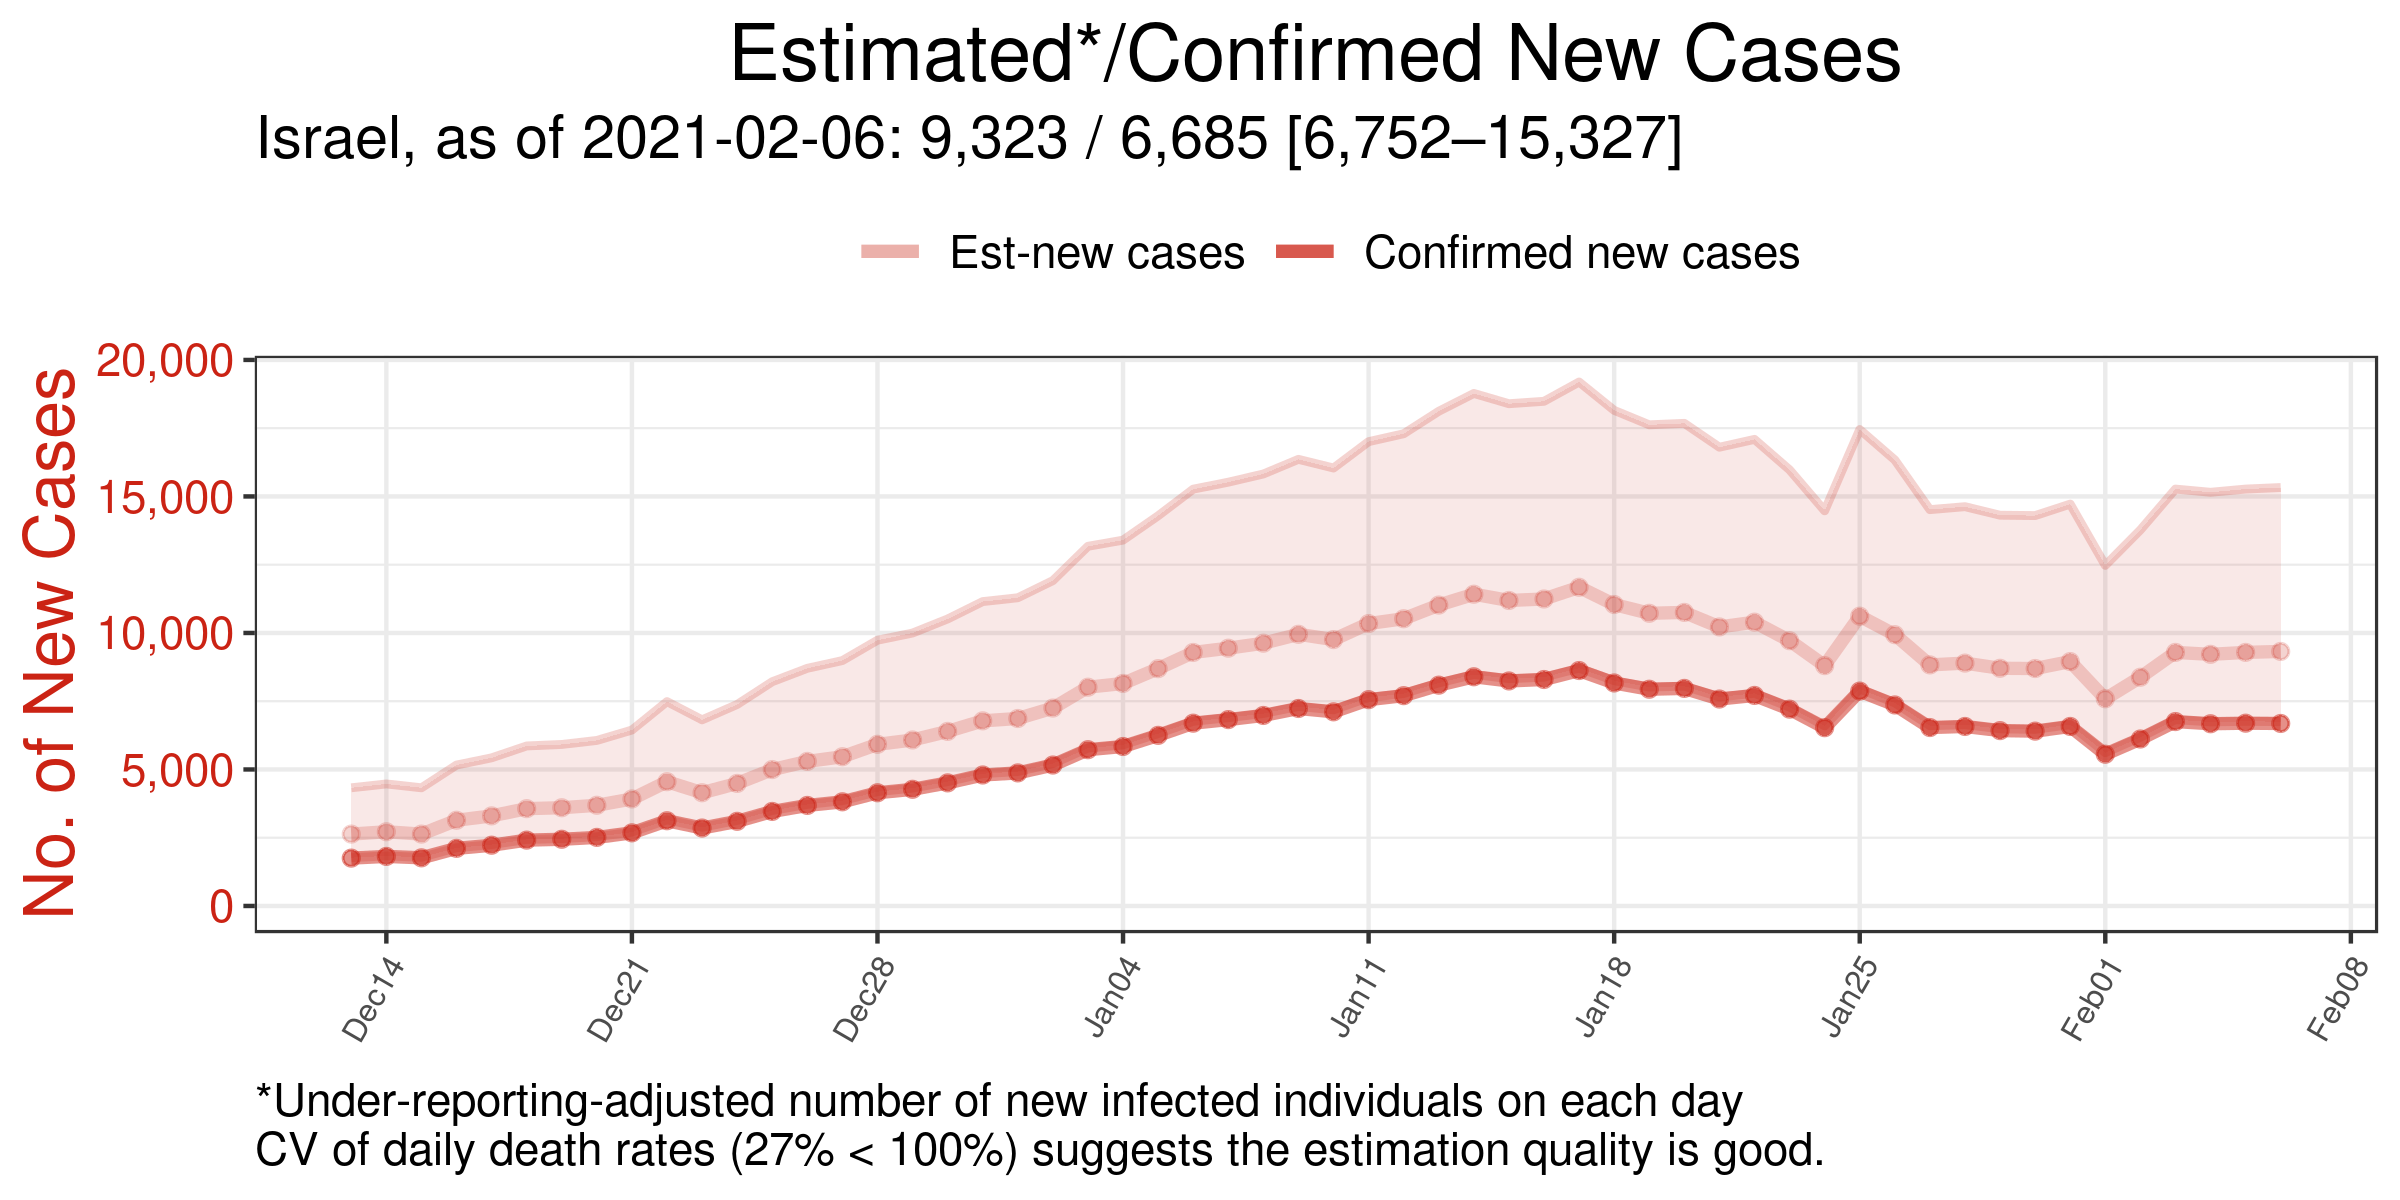 Estimated*/Confirmed New Cases
Israel, as of 2021-02-06: 9,323 / 6,685 [6,752–15,327]
Est-new cases
Confirmed new cases
No. of New Cases
20,000
15,000
10,000
5,000
0
Dec14
Dec21
Dec28
Jan04
Jan11
Jan18
Jan25
Feb01
Feb08
*Under-reporting-adjusted number of new infected individuals on each day
CV of daily death rates (27% < 100%) suggests the estimation quality is good.